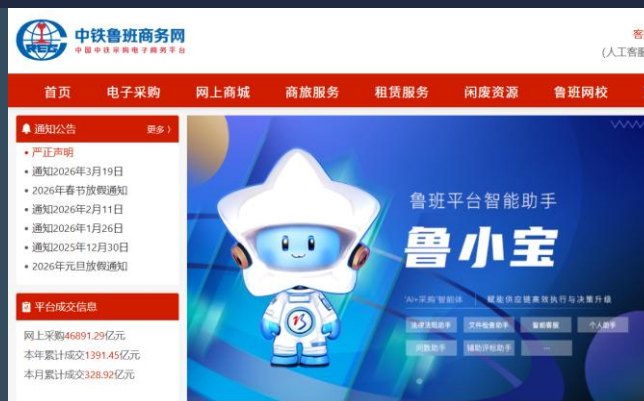 CREG
中铁鲁班商务网
中国中铁采购电子商务平台
客
(人工客服
首页
电子采购
网上商城
商旅服务
租赁服务
闲废资源
鲁班网校
通知公告
更多
• 严正声明
• 通知2026年3月19日
• 2026年春节放假通知
• 通知2026年2月11日
• 通知2026年1月26日
• 通知2025年12月30日
• 2026年元旦放假通知
平台成交信息
网上采购46891.29亿元
本年累计成交1391.45亿元
本月累计成交328.92亿元
鲁班平台智能助手
鲁小宝
"AI+采购"智能体
赋能供应链高效执行与决策升级
法律法规助手
文件检查助手
智能客服
个人助手
问数助手
辅助评标助手
...